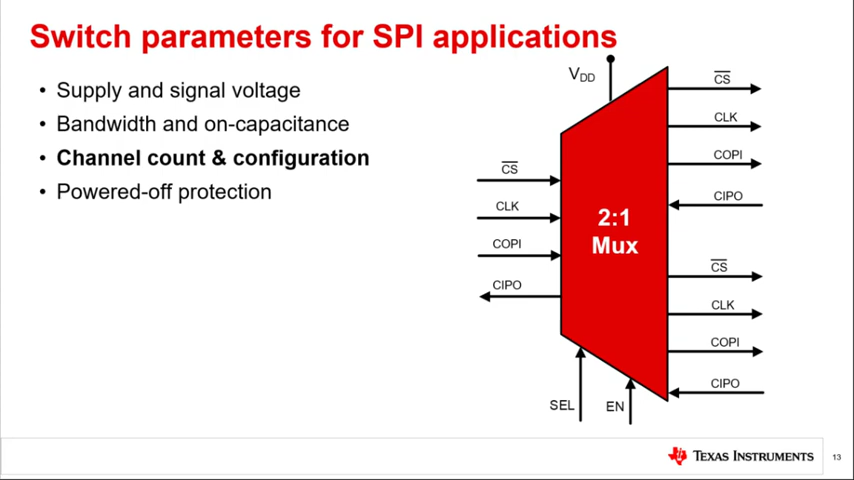 Switch parameters for SPI applications
• Supply and signal voltage
• Bandwidth and on-capacitance
• Channel count & configuration
• Powered-off protection
VDD
CS
CLK
COPI
CIPO
2:1
Mux
CS
CLK
COPI
CIPO
CS
CLK
COPI
CIPO
SEL
EN
TEXAS INSTRUMENTS
13